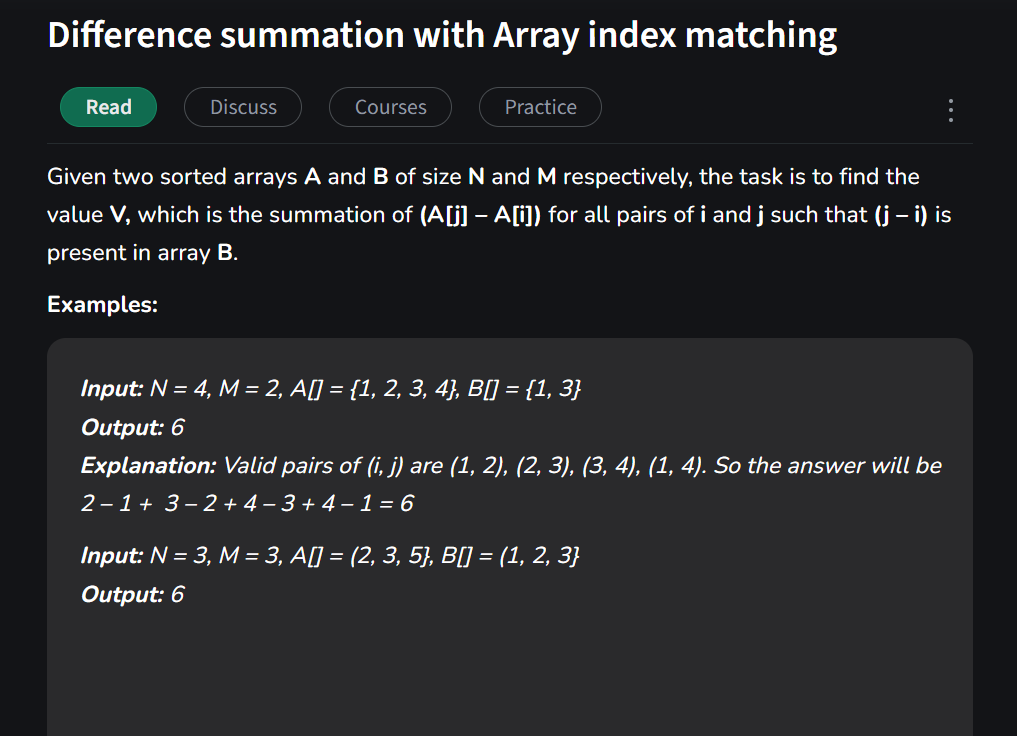 Difference summation with Array index matching
Read Discuss Courses Practice
Given two sorted arrays A and B of size N and M respectively, the task is to find the
value V, which is the summation of (A[j] – A[i]) for all pairs of i and j such that (j – i) is
present in array B.
Examples:
Input: N = 4, M = 2, A[] = {1, 2, 3, 4}, B[] = {1, 3}
Output: 6
Explanation: Valid pairs of (i, j) are (1, 2), (2, 3), (3, 4), (1, 4). So the answer will be
2 – 1 + 3 – 2 + 4 – 3 + 4 – 1 = 6
Input: N = 3, M = 3, A[] = (2, 3, 5}, B[] = (1, 2, 3}
Output: 6